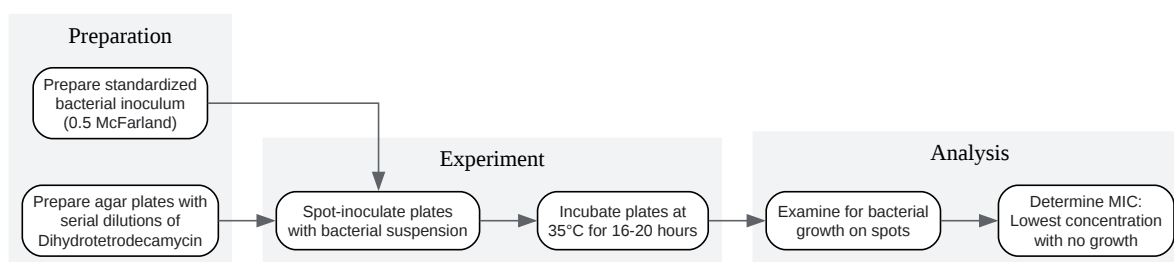 Preparation
Prepare standardized
bacterial inoculum
(0.5 McFarland)
Prepare agar plates with
serial dilutions of
Dihydrotetrodecamycin
Experiment
Spot-inoculate plates
with bacterial suspension
Incubate plates at
35°C for 16-20 hours
Analysis
Examine for bacterial
growth on spots
Determine MIC:
Lowest concentration
with no growth